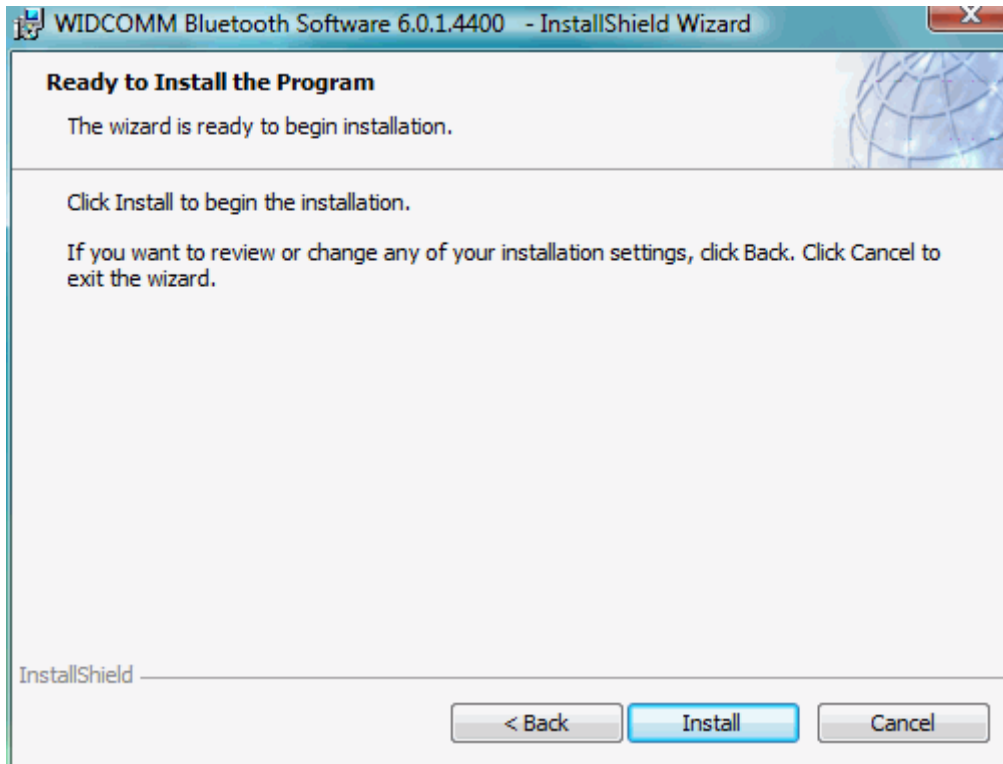 WIDCOMM Bluetooth Software 6.0.1.4400 - InstallShield Wizard
X
Ready to Install the Program
The wizard is ready to begin installation.
Click Install to begin the installation.
If you want to review or change any of your installation settings, click Back. Click Cancel to
exit the wizard.
InstallShield
< Back
Install
Cancel